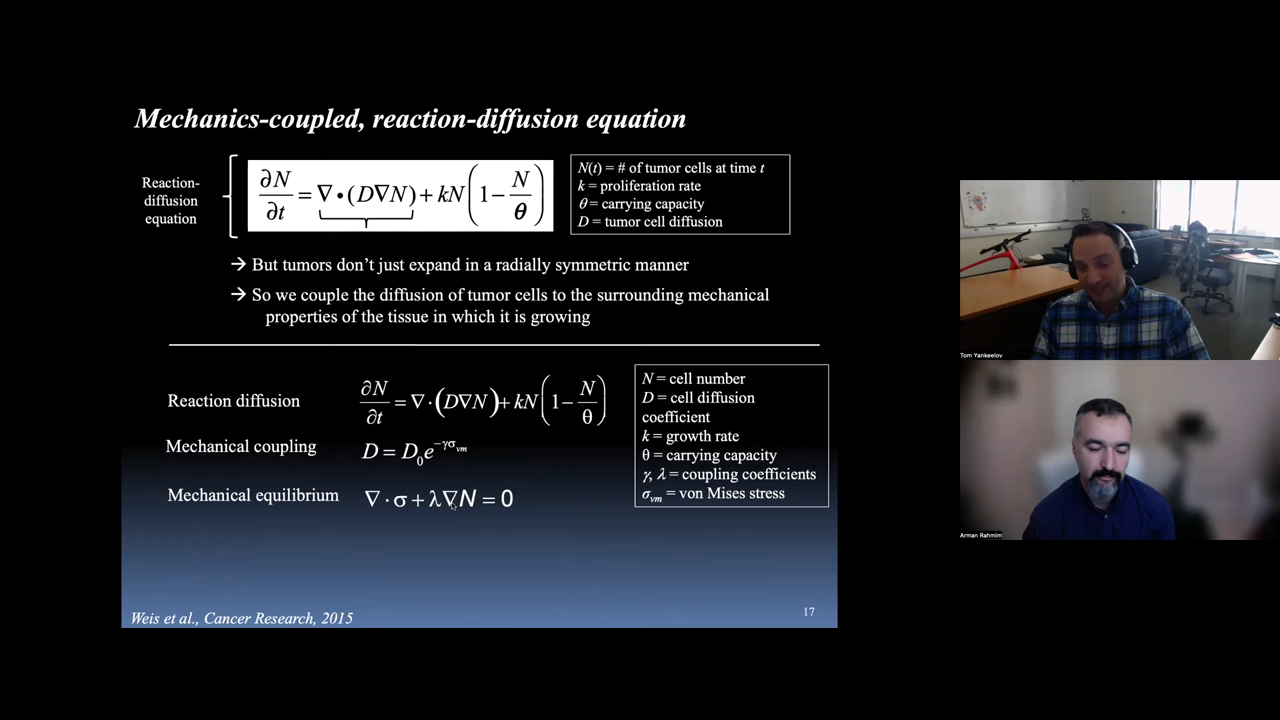 Mechanics-coupled, reaction-diffusion equation
Reaction-
diffusion
equation
∂N/∂t = ∇•(D∇N) + kN(1 − N/θ)
N(t) = # of tumor cells at time t
k = proliferation rate
θ = carrying capacity
D = tumor cell diffusion
→ But tumors don't just expand in a radially symmetric manner
→ So we couple the diffusion of tumor cells to the surrounding mechanical
properties of the tissue in which it is growing
Reaction diffusion ∂N/∂t = ∇·(D∇N) + kN(1 − N/θ)
Mechanical coupling D = D₀e^(−γσ_vm)
Mechanical equilibrium ∇·σ + λ∇N = 0
N = cell number
D = cell diffusion
coefficient
k = growth rate
θ = carrying capacity
γ, λ = coupling coefficients
σ_vm = von Mises stress
Weis et al., Cancer Research, 2015
17
Tom Yankeelov
Arman Rahmim